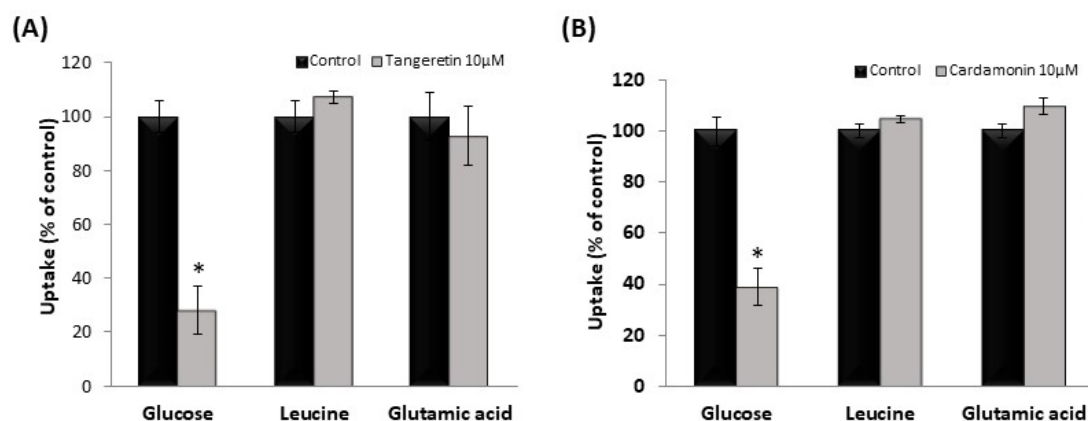 (A)
Control Tangeretin 10µM
Uptake (% of control)
120
100
80
60
40
20
0
*
Glucose Leucine Glutamic acid
(B)
Control Cardamonin 10µM
Uptake (% of control)
120
100
80
60
40
20
0
*
Glucose Leucine Glutamic acid